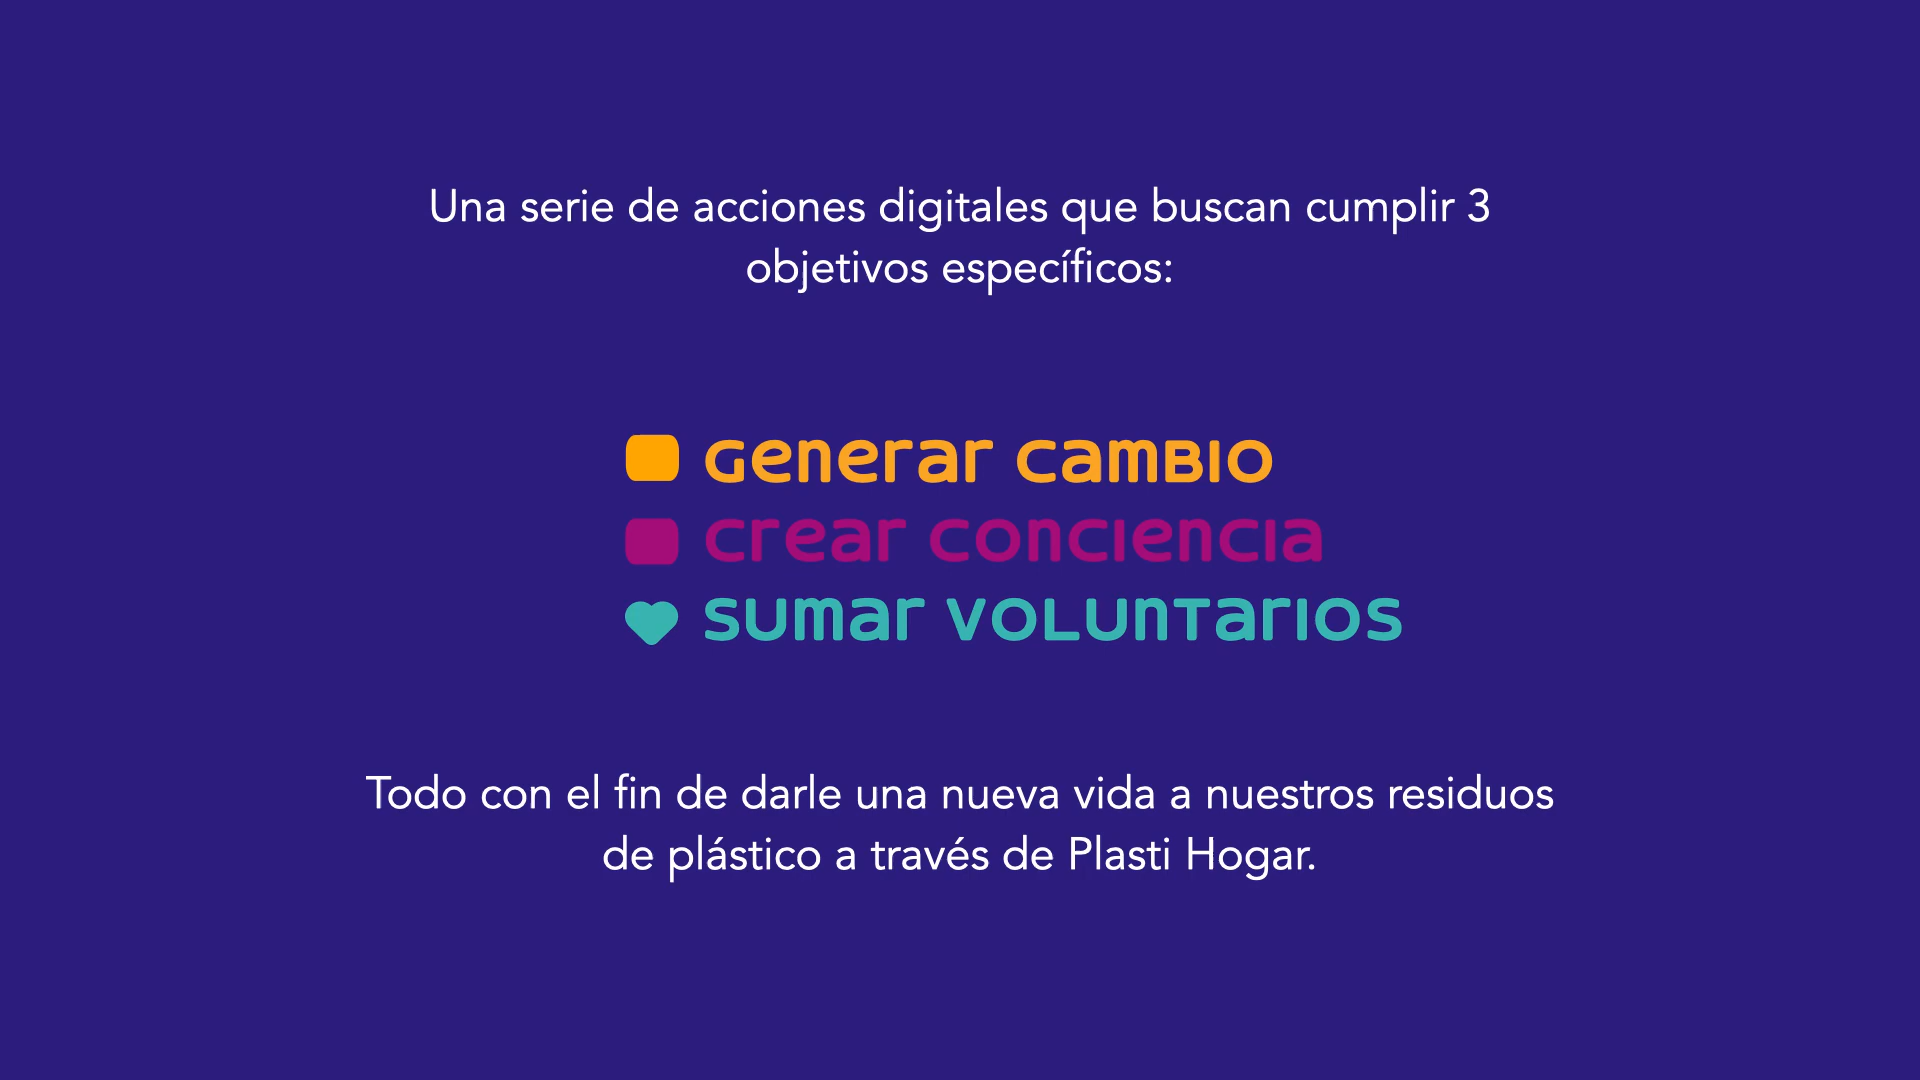 Una serie de acciones digitales que buscan cumplir 3
objetivos específicos:
Generar cambio
crear conciencia
sumar voluntarios
Todo con el fin de darle una nueva vida a nuestros residuos
de plástico a través de Plasti Hogar.